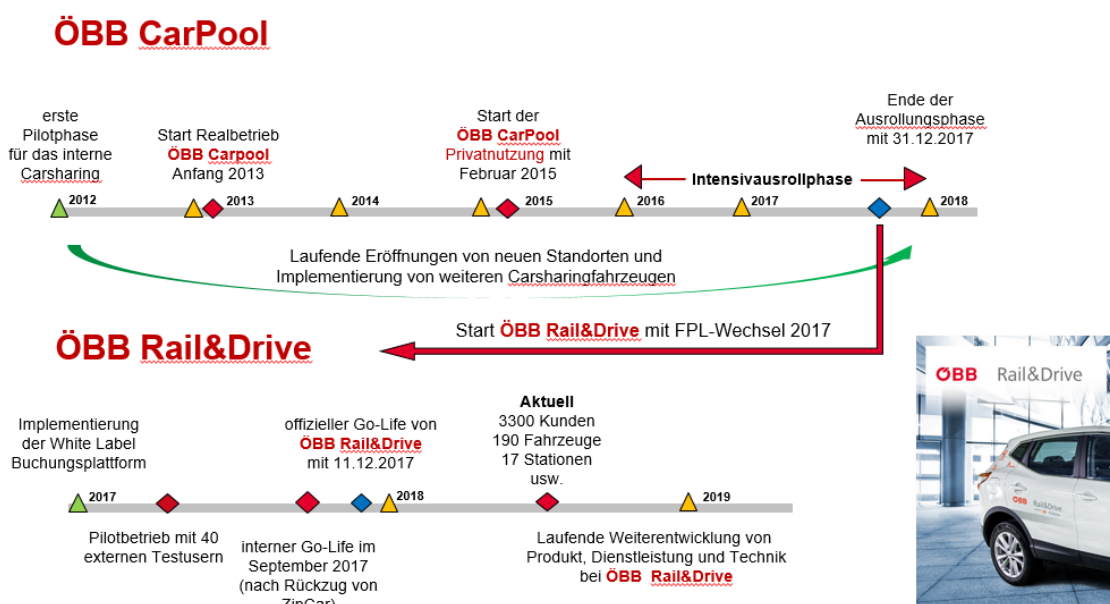 ÖBB CarPool
erste
Pilotphase
für das interne
Carsharing
Start Realbetrieb
ÖBB Carpool
Anfang 2013
Start der
ÖBB CarPool
Privatnutzung mit
Februar 2015
Ende der
Ausrollungsphase
mit 31.12.2017
Intensivausrollphase
2012
2013
2014
2015
2016
2017
2018
Laufende Eröffnungen von neuen Standorten und
Implementierung von weiteren Carsharingfahrzeugen
Start ÖBB Rail&Drive mit FPL-Wechsel 2017
ÖBB Rail&Drive
Implementierung
der White Label
Buchungsplattform
offizieller Go-Life von
ÖBB Rail&Drive
mit 11.12.2017
Aktuell
3300 Kunden
190 Fahrzeuge
17 Stationen
usw.
2017
2018
2019
Pilotbetrieb mit 40
externen Testusern
interner Go-Life im
September 2017
(nach Rückzug von
ZipCar)
Laufende Weiterentwicklung von
Produkt, Dienstleistung und Technik
bei ÖBB Rail&Drive
ÖBB Rail&Drive
ÖBB Rail&Drive